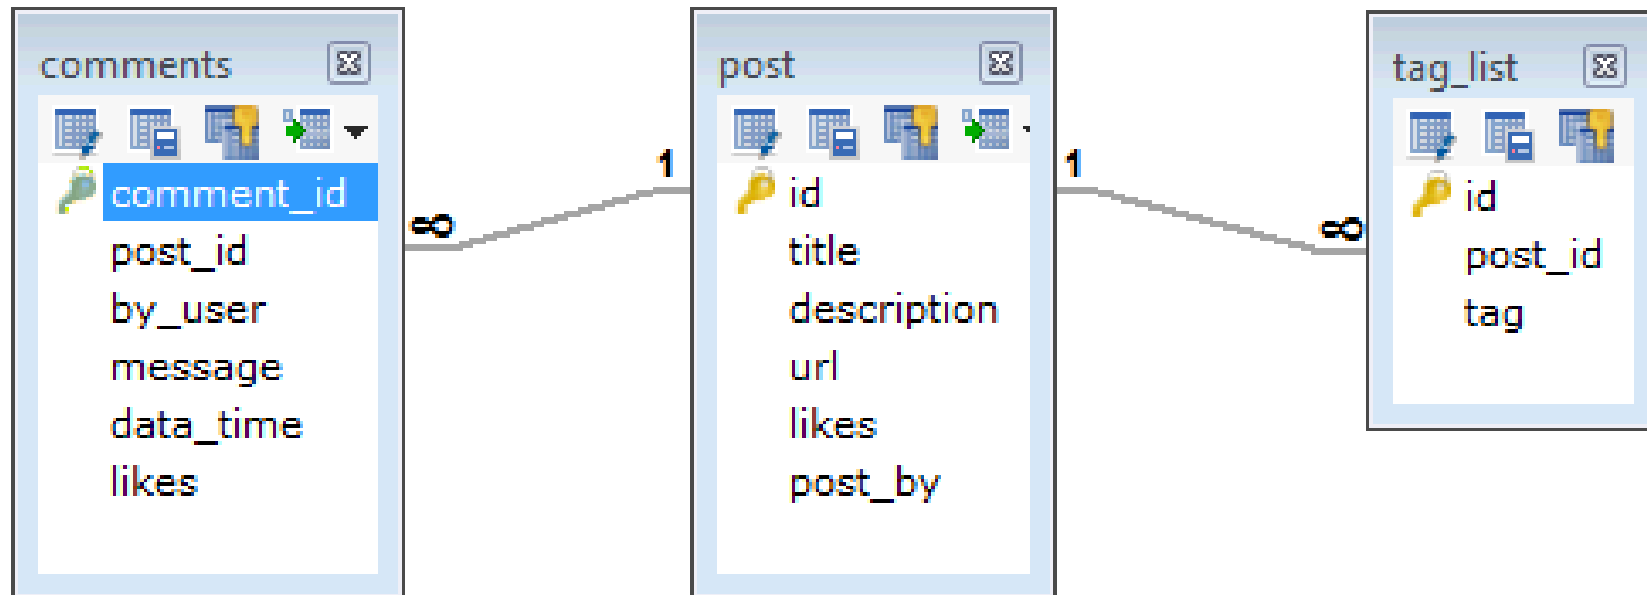 comments
comment_id
post_id
by_user
message
data_time
likes
∞
1
post
id
title
description
url
likes
post_by
1
∞
tag_list
id
post_id
tag